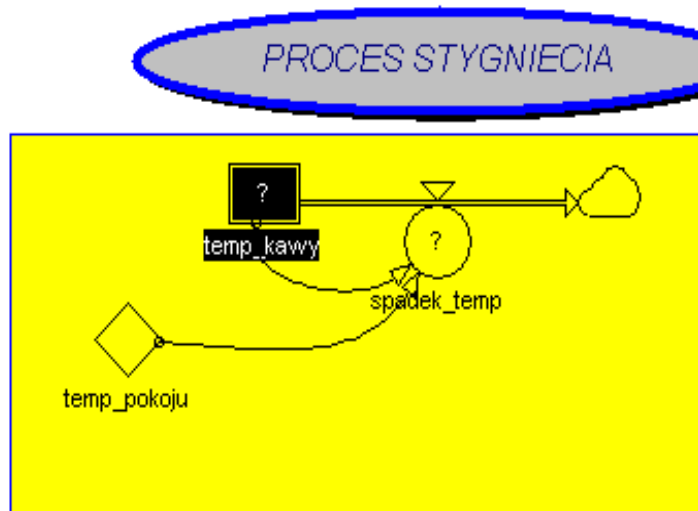 PROCES STYGNIECIA
?
temp_kawy
?
spadek_temp
temp_pokoju